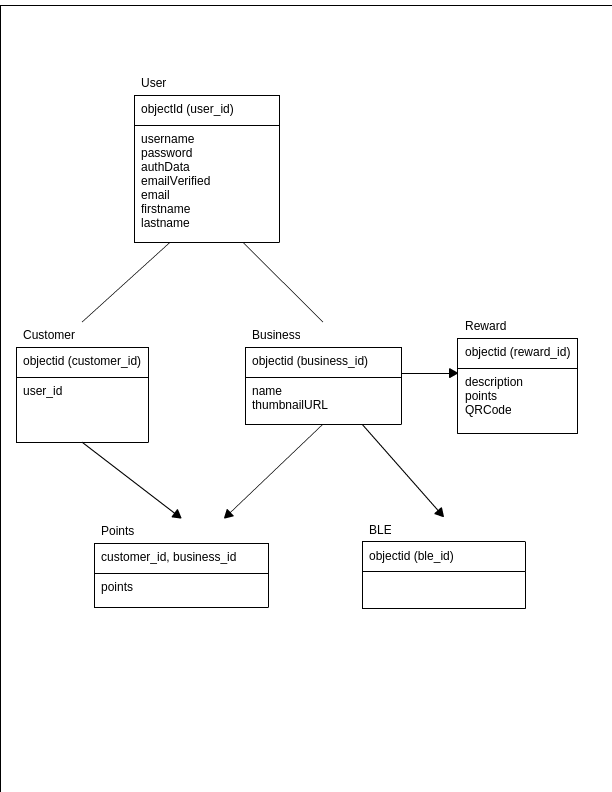 User
objectId (user_id)
username
password
authData
emailVerified
email
firstname
lastname
Customer
objectid (customer_id)
user_id
Business
objectid (business_id)
name
thumbnailURL
Reward
objectid (reward_id)
description
points
QRCode
Points
customer_id, business_id
points
BLE
objectid (ble_id)